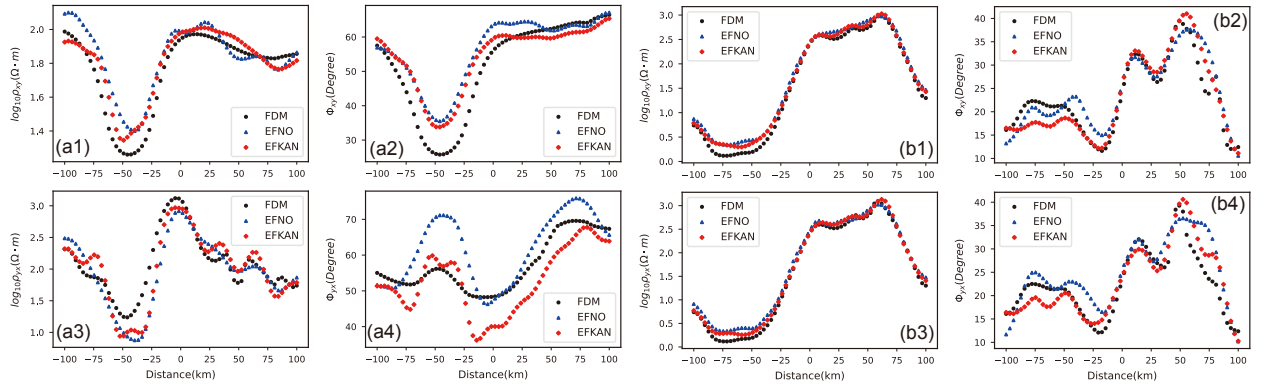 log10ρxy(Ω • m)
2.0
1.8
1.6
1.4
FDM
EFNO
EFKAN
(a1)
−100 −75 −50 −25 0 25 50 75 100
Φxy(Degree)
60
50
40
30
FDM
EFNO
EFKAN
(a2)
−100 −75 −50 −25 0 25 50 75 100
log10ρxy(Ω • m)
3.0
2.5
2.0
1.5
1.0
0.5
0.0
FDM
EFNO
EFKAN
(b1)
−100 −75 −50 −25 0 25 50 75 100
Φxy(Degree)
40
35
30
25
20
15
10
FDM
EFNO
EFKAN
(b2)
−100 −75 −50 −25 0 25 50 75 100
log10ρyx(Ω • m)
3.0
2.5
2.0
1.5
1.0
FDM
EFNO
EFKAN
(a3)
−100 −75 −50 −25 0 25 50 75 100
Distance(km)
Φyx(Degree)
70
60
50
40
FDM
EFNO
EFKAN
(a4)
−100 −75 −50 −25 0 25 50 75 100
Distance(km)
log10ρyx(Ω • m)
3.0
2.5
2.0
1.5
1.0
0.5
0.0
FDM
EFNO
EFKAN
(b3)
−100 −75 −50 −25 0 25 50 75 100
Distance(km)
Φyx(Degree)
40
35
30
25
20
15
10
FDM
EFNO
EFKAN
(b4)
−100 −75 −50 −25 0 25 50 75 100
Distance(km)